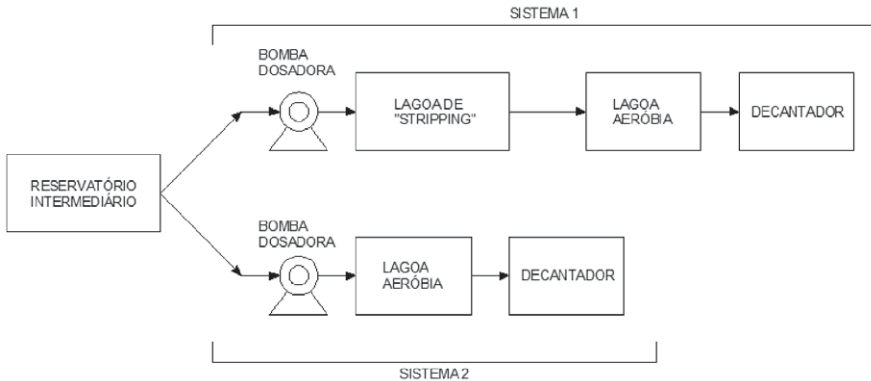 SISTEMA 1
BOMBA
DOSADORA
LAGOA DE
"STRIPPING"
LAGOA
AERÓBIA
DECANTADOR
RESERVATÓRIO
INTERMEDIÁRIO
BOMBA
DOSADORA
LAGOA
AERÓBIA
DECANTADOR
SISTEMA 2